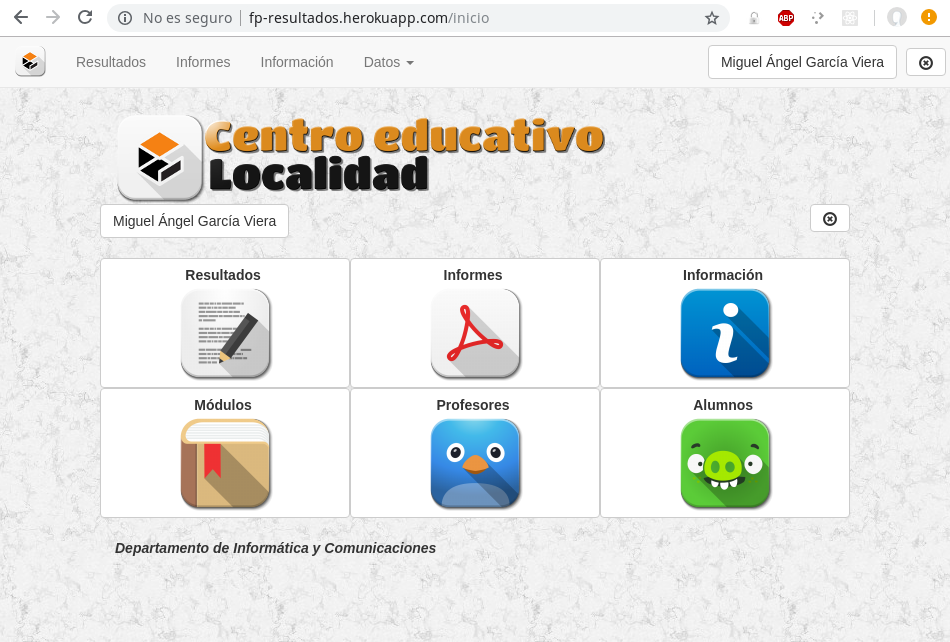 No es seguro | fp-resultados.herokuapp.com/inicio
ABP
Resultados Informes Información Datos Miguel Ángel García Viera
Centro educativo
Localidad
Miguel Ángel García Viera
Resultados Informes Información
Módulos Profesores Alumnos
Departamento de Informática y Comunicaciones